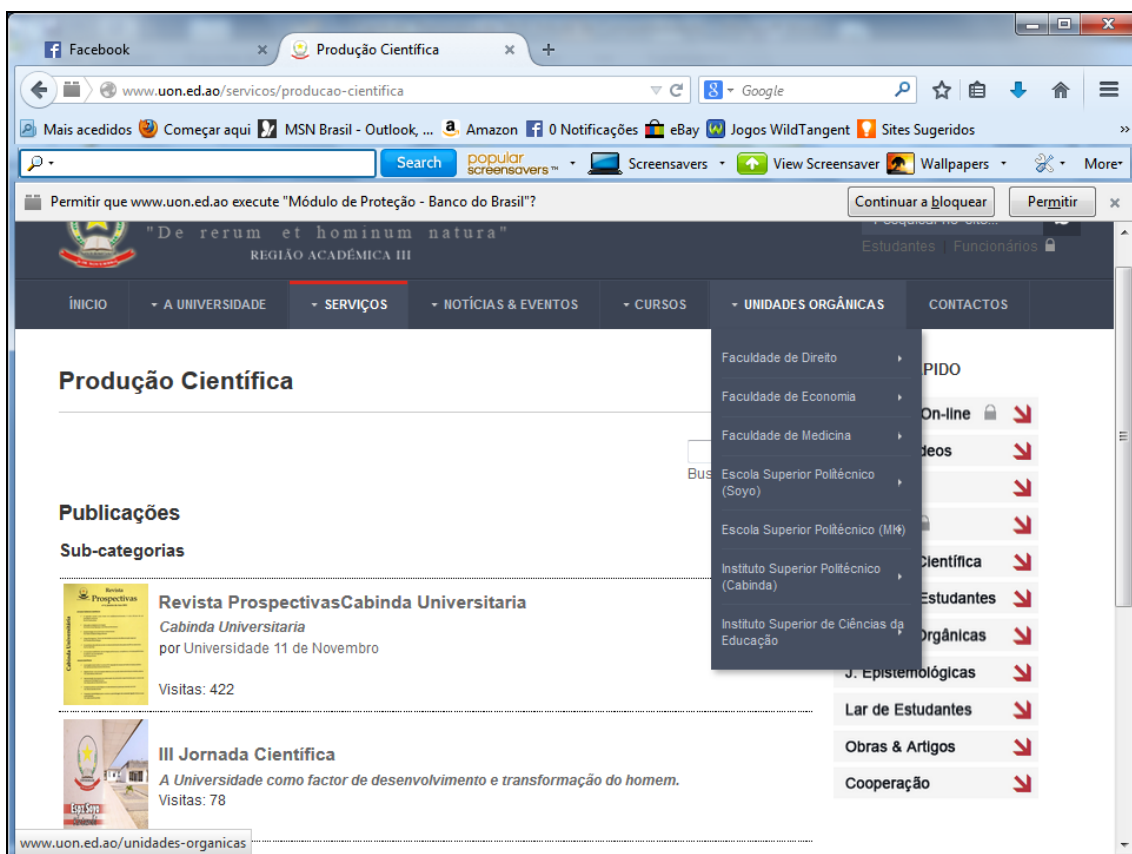 Facebook
Produção Científica
www.uon.ed.ao/servicos/producao-cientifica
Google
Mais acedidos Começar aqui MSN Brasil - Outlook, ... Amazon 0 Notificações eBay Jogos WildTangent Sites Sugeridos
Search popular screensavers™ Screensavers View Screensaver Wallpapers More
Permitir que www.uon.ed.ao execute "Módulo de Proteção - Banco do Brasil"? Continuar a bloquear Permitir
"De rerum et hominum natura"
REGIÃO ACADÉMICA III
Estudantes | Funcionários
ÍNICIO A UNIVERSIDADE SERVIÇOS NOTÍCIAS & EVENTOS CURSOS UNIDADES ORGÂNICAS CONTACTOS
Produção Científica
Bus
Publicações
Sub-categorias
Revista Prospectivas
Cabinda Universitária
Revista ProspectivasCabinda Universitaria
Cabinda Universitaria
por Universidade 11 de Novembro
Visitas: 422
III Jornada Científica
A Universidade como factor de desenvolvimento e transformação do homem.
Visitas: 78
Faculdade de Direito
Faculdade de Economia
Faculdade de Medicina
Escola Superior Politécnico
(Soyo)
Escola Superior Politécnico (MK)
Instituto Superior Politécnico
(Cabinda)
Instituto Superior de Ciências da
Educação
PIDO
On-line
deos
Científica
Estudantes
Orgânicas
J. Epistemológicas
Lar de Estudantes
Obras & Artigos
Cooperação
www.uon.ed.ao/unidades-organicas